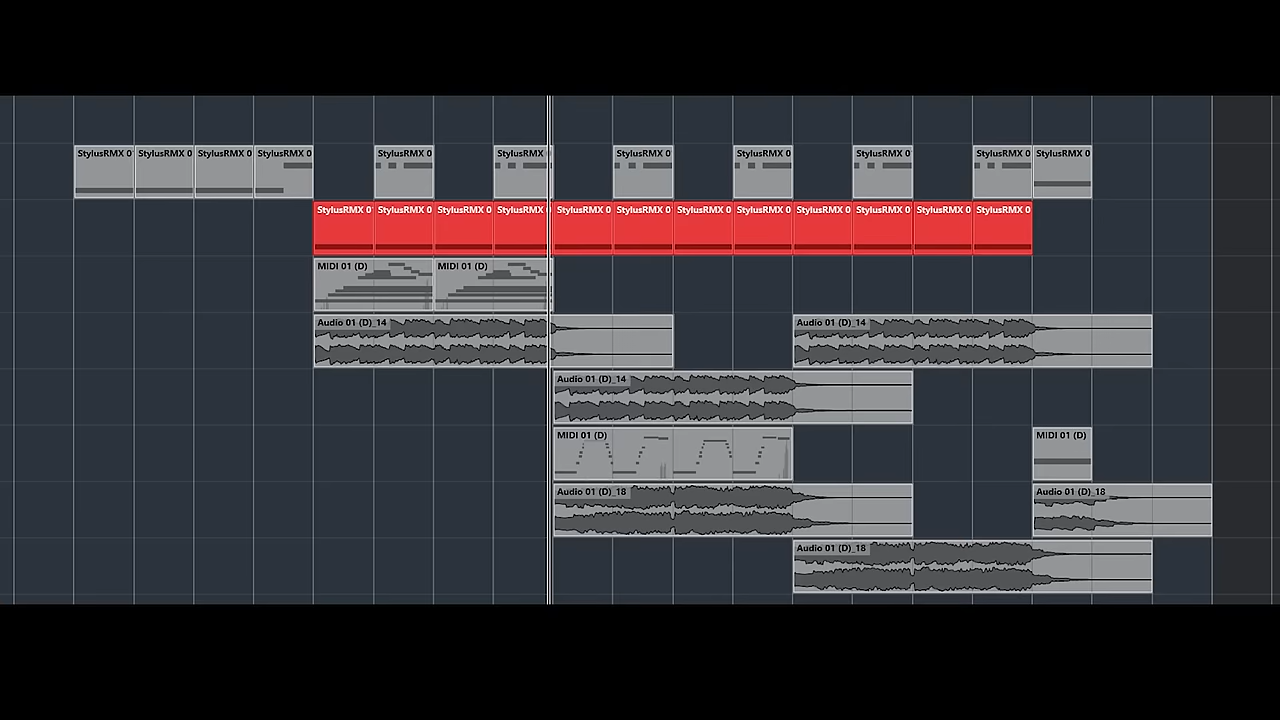 StylusRMX 0 StylusRMX 0 StylusRMX 0 StylusRMX 0 StylusRMX 0 StylusRMX 0 StylusRMX 0 StylusRMX 0 StylusRMX 0 StylusRMX 0 StylusRMX 0
StylusRMX 0 StylusRMX 0 StylusRMX 0 StylusRMX 0 StylusRMX 0 StylusRMX 0 StylusRMX 0 StylusRMX 0 StylusRMX 0 StylusRMX 0 StylusRMX 0 StylusRMX 0
MIDI 01 (D) MIDI 01 (D)
Audio 01 (D)_14 Audio 01 (D)_14
Audio 01 (D)_14
MIDI 01 (D) MIDI 01 (D)
Audio 01 (D)_18 Audio 01 (D)_18
Audio 01 (D)_18